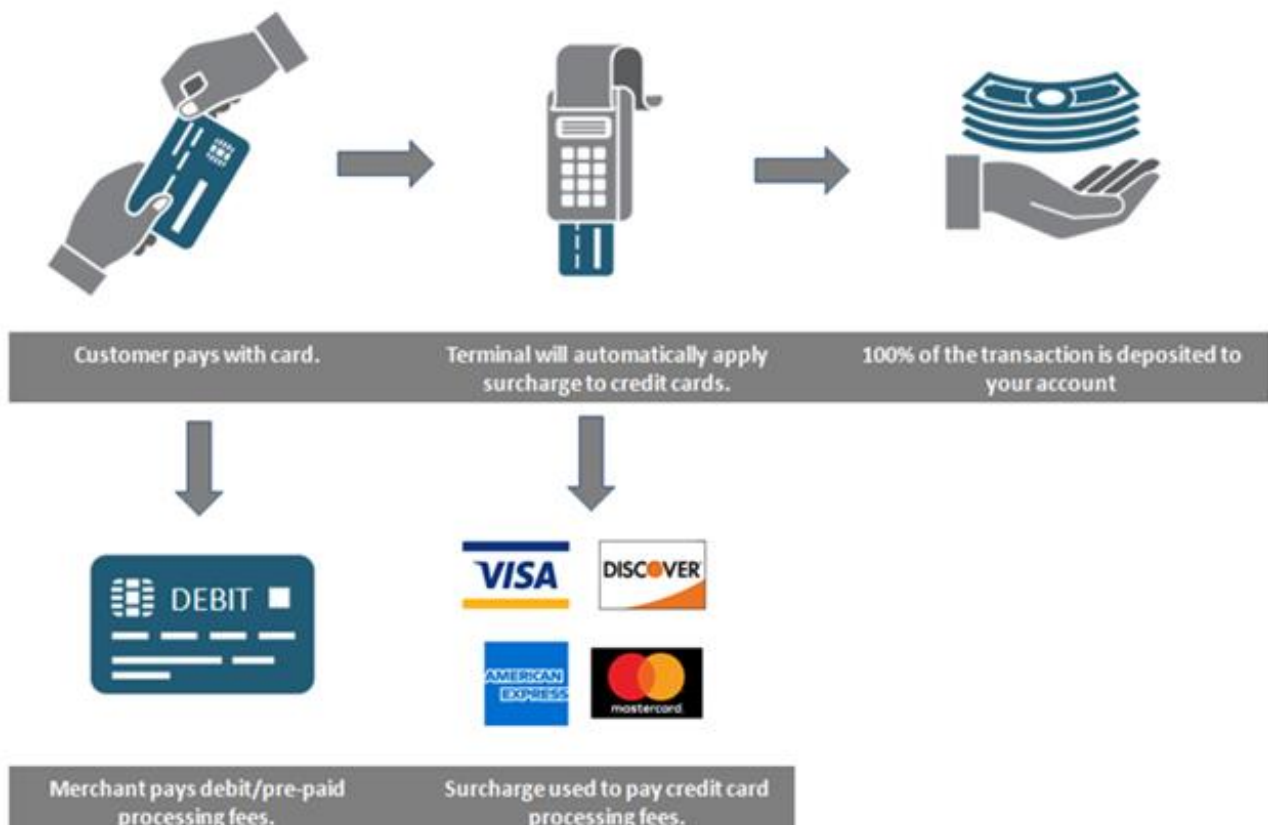 Customer pays with card.
Terminal will automatically apply
surcharge to credit cards.
100% of the transaction is deposited to
your account
DEBIT
VISA
DISCOVER
AMERICAN
EXPRESS
mastercard.
Merchant pays debit/pre-paid
processing fees.
Surcharge used to pay credit card
processing fees.